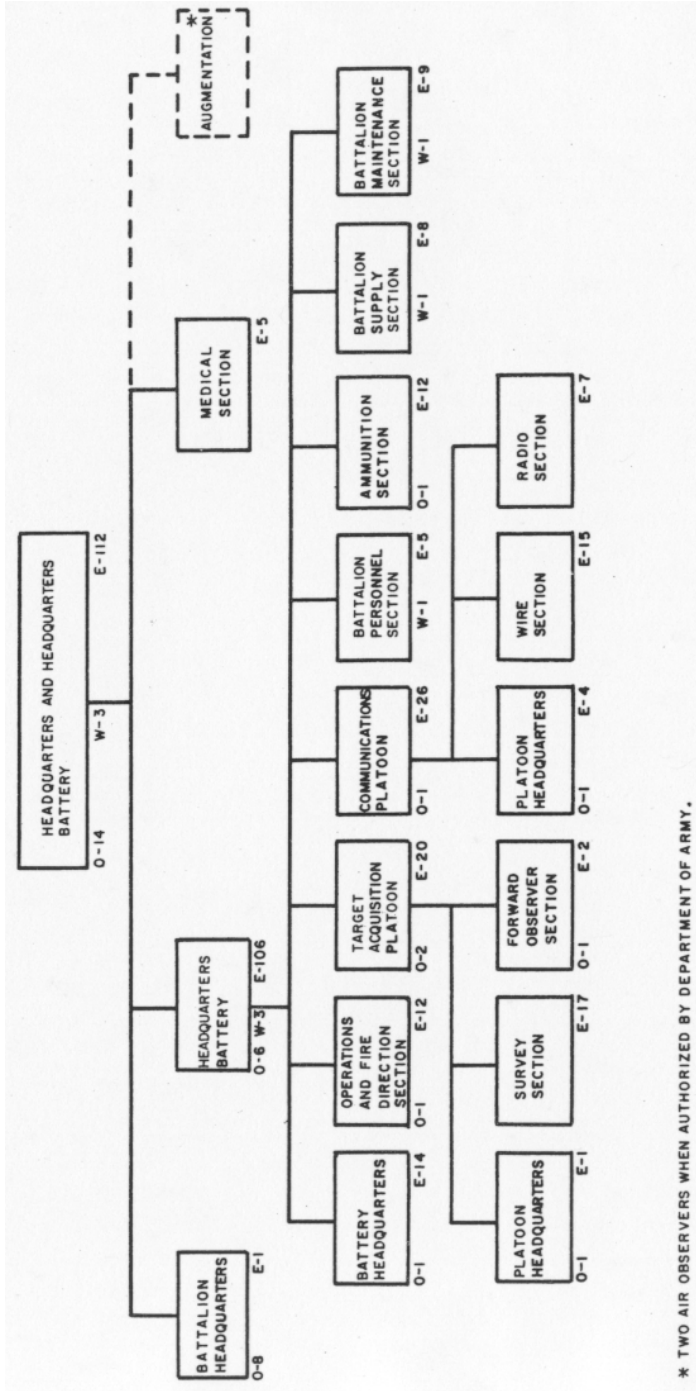 HEADQUARTERS AND HEADQUARTERS
BATTERY
O-14 W-3 E-112
BATTALION
HEADQUARTERS
O-8 E-1
HEADQUARTERS
BATTERY
O-6 W-3 E-106
MEDICAL
SECTION
E-5
*
AUGMENTATION
BATTERY
HEADQUARTERS
O-1 E-14
OPERATIONS
AND FIRE
DIRECTION
SECTION
O-1 E-12
TARGET
ACQUISITION
PLATOON
O-2 E-20
COMMUNICATIONS
PLATOON
O-1 E-26
BATTALION
PERSONNEL
SECTION
W-1 E-5
AMMUNITION
SECTION
O-1 E-12
BATTALION
SUPPLY
SECTION
W-1 E-8
BATTALION
MAINTENANCE
SECTION
W-1 E-9
PLATOON
HEADQUARTERS
O-1 E-1
SURVEY
SECTION
E-17
FORWARD
OBSERVER
SECTION
O-1 E-2
PLATOON
HEADQUARTERS
O-1 E-4
WIRE
SECTION
E-15
RADIO
SECTION
E-7
* TWO AIR OBSERVERS WHEN AUTHORIZED BY DEPARTMENT OF ARMY.